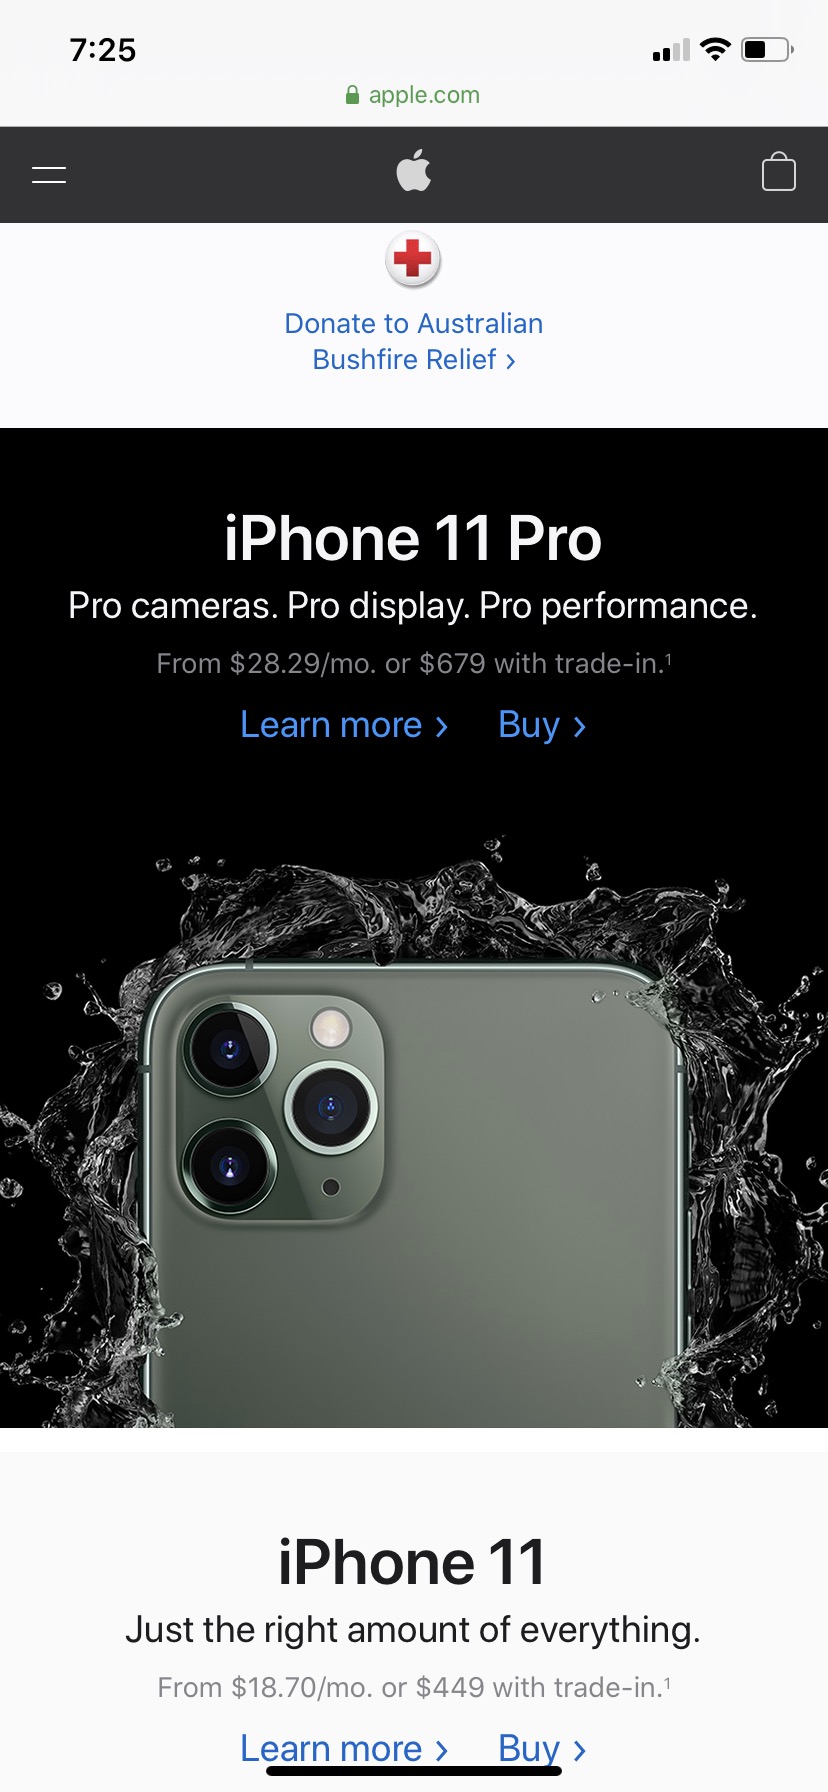 7:25
apple.com
Donate to Australian
Bushfire Relief ›
iPhone 11 Pro
Pro cameras. Pro display. Pro performance.
From $28.29/mo. or $679 with trade-in.¹
Learn more › Buy ›
iPhone 11
Just the right amount of everything.
From $18.70/mo. or $449 with trade-in.¹
Learn more › Buy ›